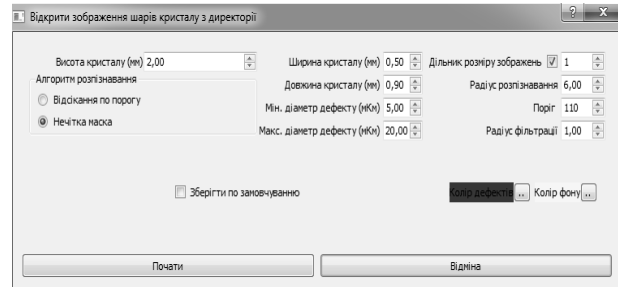 Відкрити зображення шарів кристалу з директорії
Висота кристалу (мм) 2,00 Ширина кристалу (мм) 0,50 Дільник розміру зображень 1
Алгоритм розпізнавання Довжина кристалу (мм) 0,90 Радіус розпізнавання 6,00
Відсікання по порогу Мін. діаметр дефекту (мКм) 5,00 Поріг 110
Нечітка маска Макс. діаметр дефекту (мКм) 20,00 Радіус фільтрації 1,00
Зберігти по замовчуванню Колір дефектів .. Колір фону ..
Почати Відміна